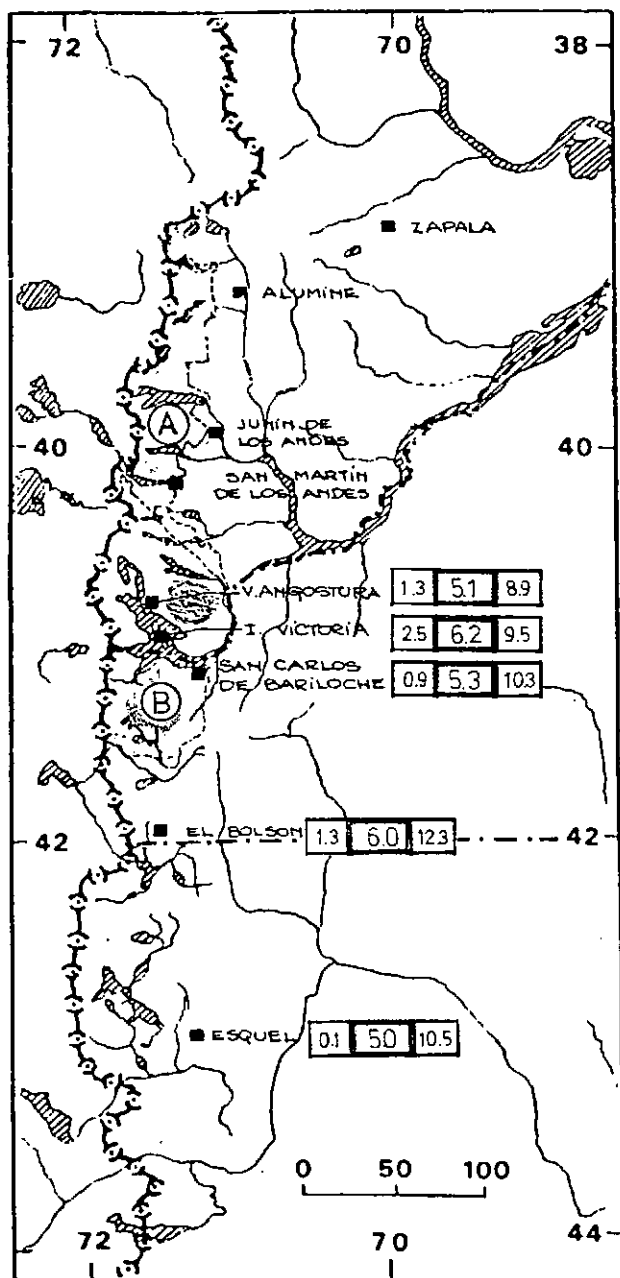 72 70 38
ZAPALA
ALUMINE
A
JUNIN DE
LOS ANDES
40 40
SAN MARTÍN
DE LOS ANDES
V. ANGOSTURA 1.3 5.1 8.9
I. VICTORIA 2.5 6.2 9.5
SAN CARLOS
DE BARILOCHE 0.9 5.3 10.3
B
EL BOLSON 1.3 6.0 12.3
42 42
ESQUEL 0.1 50 10.5
0 50 100
72 70 44